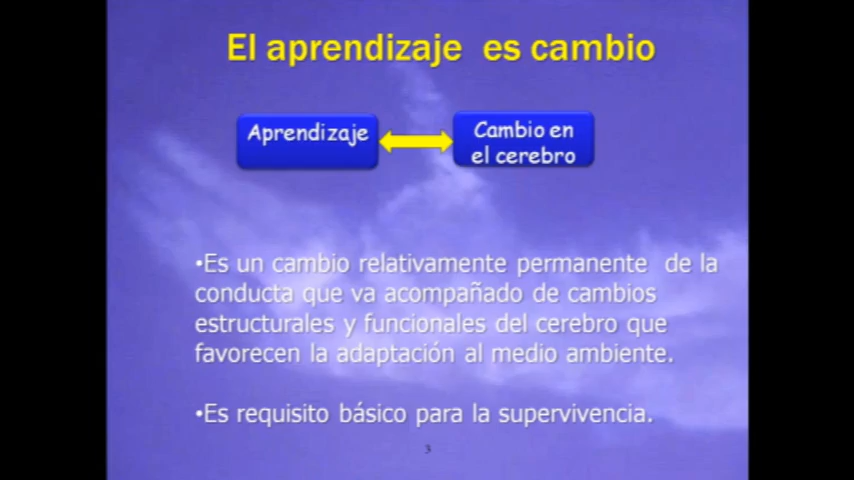 El aprendizaje es cambio
Aprendizaje
Cambio en
el cerebro
•Es un cambio relativamente permanente de la
conducta que va acompañado de cambios
estructurales y funcionales del cerebro que
favorecen la adaptación al medio ambiente.
•Es requisito básico para la supervivencia.
3